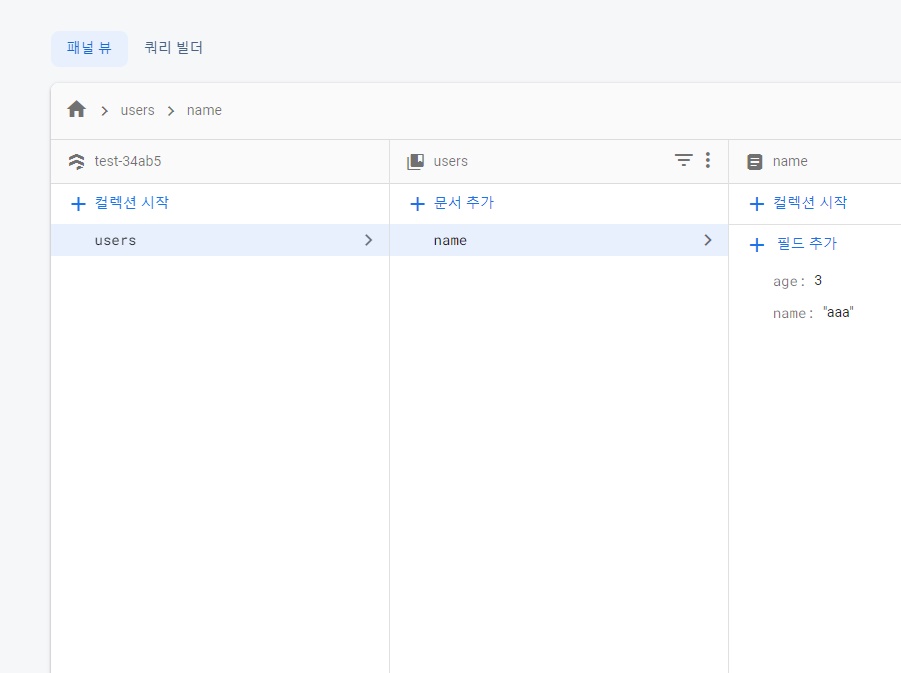 패널 뷰 쿼리 빌더
users name
test-34ab5 users name
컬렉션 시작 문서 추가 컬렉션 시작
users name 필드 추가
age: 3
name: "aaa"